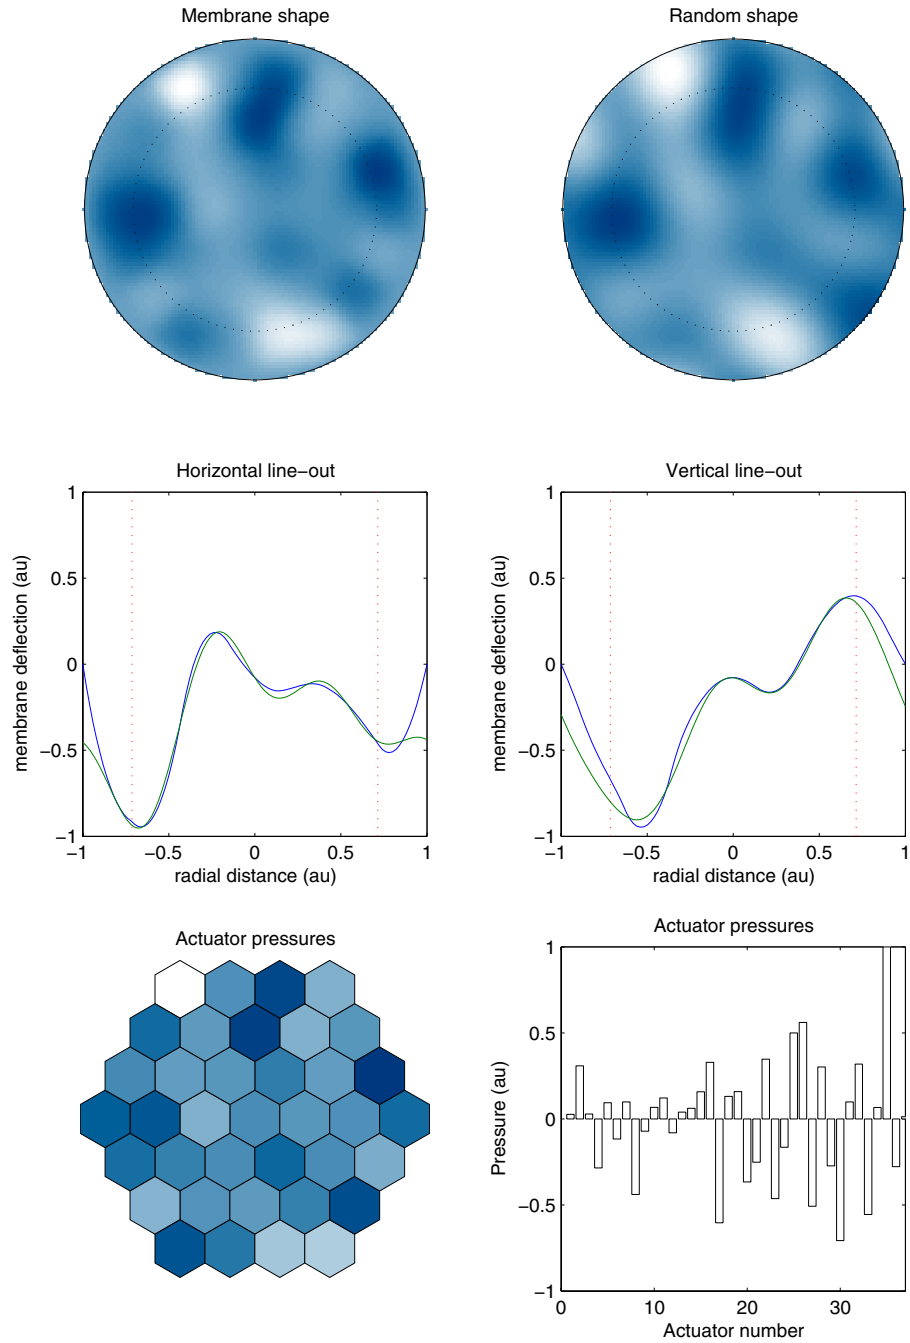 Membrane shape
Random shape
Horizontal line−out
1
0.5
0
−0.5
−1
−1
−0.5
0
0.5
1
membrane deflection (au)
radial distance (au)
Vertical line−out
1
0.5
0
−0.5
−1
−1
−0.5
0
0.5
1
membrane deflection (au)
radial distance (au)
Actuator pressures
Actuator pressures
1
0.5
0
−0.5
−1
0
10
20
30
Pressure (au)
Actuator number